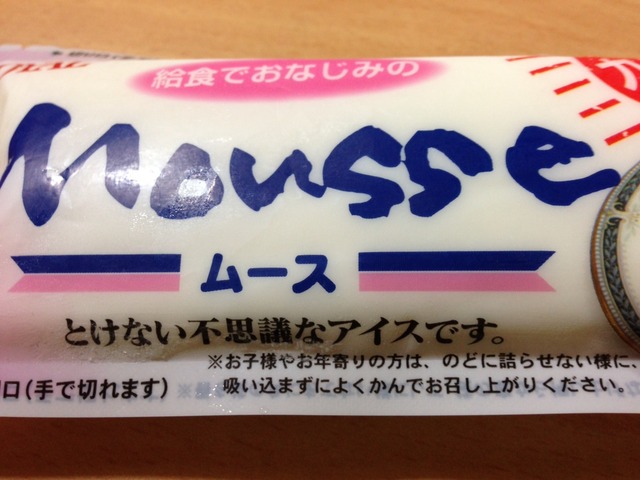 給食でおなじみの
Mousse
ムース
とけない不思議なアイスです。
※お子様やお年寄りの方は、のどに詰らせない様に、
口(手で切れます)
吸い込まずによくかんでお召し上がりください。